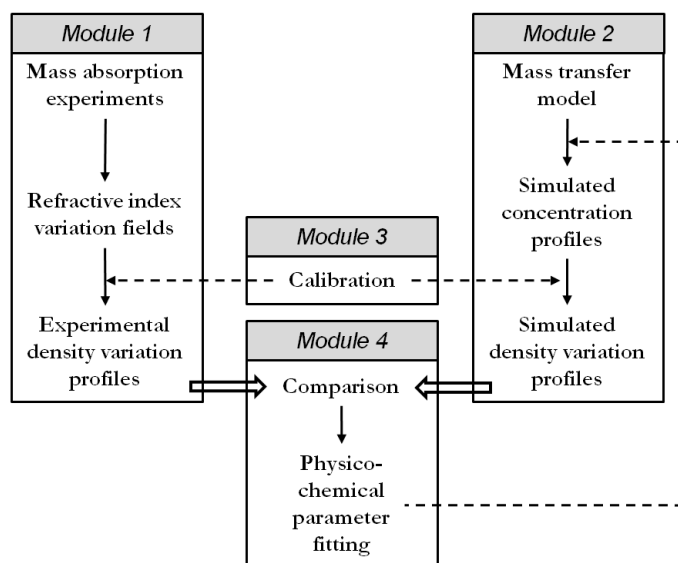 Module 1
Mass absorption
experiments
Refractive index
variation fields
Experimental
density variation
profiles
Module 2
Mass transfer
model
Simulated
concentration
profiles
Simulated
density variation
profiles
Module 3
Calibration
Module 4
Comparison
Physico-
chemical
parameter
fitting